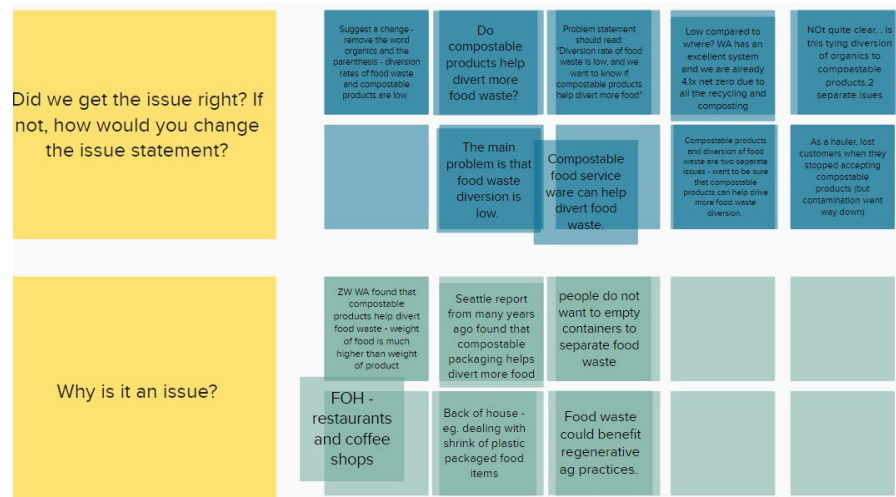 Did we get the issue right? If
not, how would you change
the issue statement?
Suggest a change -
remove the word
organics and the
parenthesis - diversion
rates of food waste
and compostable
products are low.
Do
compostable
products help
divert more
food waste?
Problem statement
should read:
"Diversion rate of food
waste is low, and we
want to know if
compostable products
help divert more food"
Low compared to
where? WA has an
excellent system
and we are already
4.1x net zero due to
all the recycling and
composting
NOt quite clear. . Is
this tying diversion
of organics to
compoastable
products.2
separate isues
The main
problem is that
food waste
diversion is
low.
Compostable
food service
ware can help
divert food
waste.
Compostable products
and diversion of food
waste are two separate
issues - want to be sure
that compostable
products can help drive
more food waste
diversion.
As a hauler, lost
customers when they
stopped accepting
compostable
products (but
contamination went
way down)
Why is it an issue?
ZW WA found that
compostable
products help divert
food waste - weight
of food is much
higher than weight
of product
Seattle report
from many years
ago found that
compostable
packaging helps
divert more food
people do not
want to empty
containers to
separate food
waste
FOH -
restaurants
and coffee
shops
Back of house -
eg. dealing with
shrink of plastic
packaged food
items
Food waste
could benefit
regenerative
ag practices.